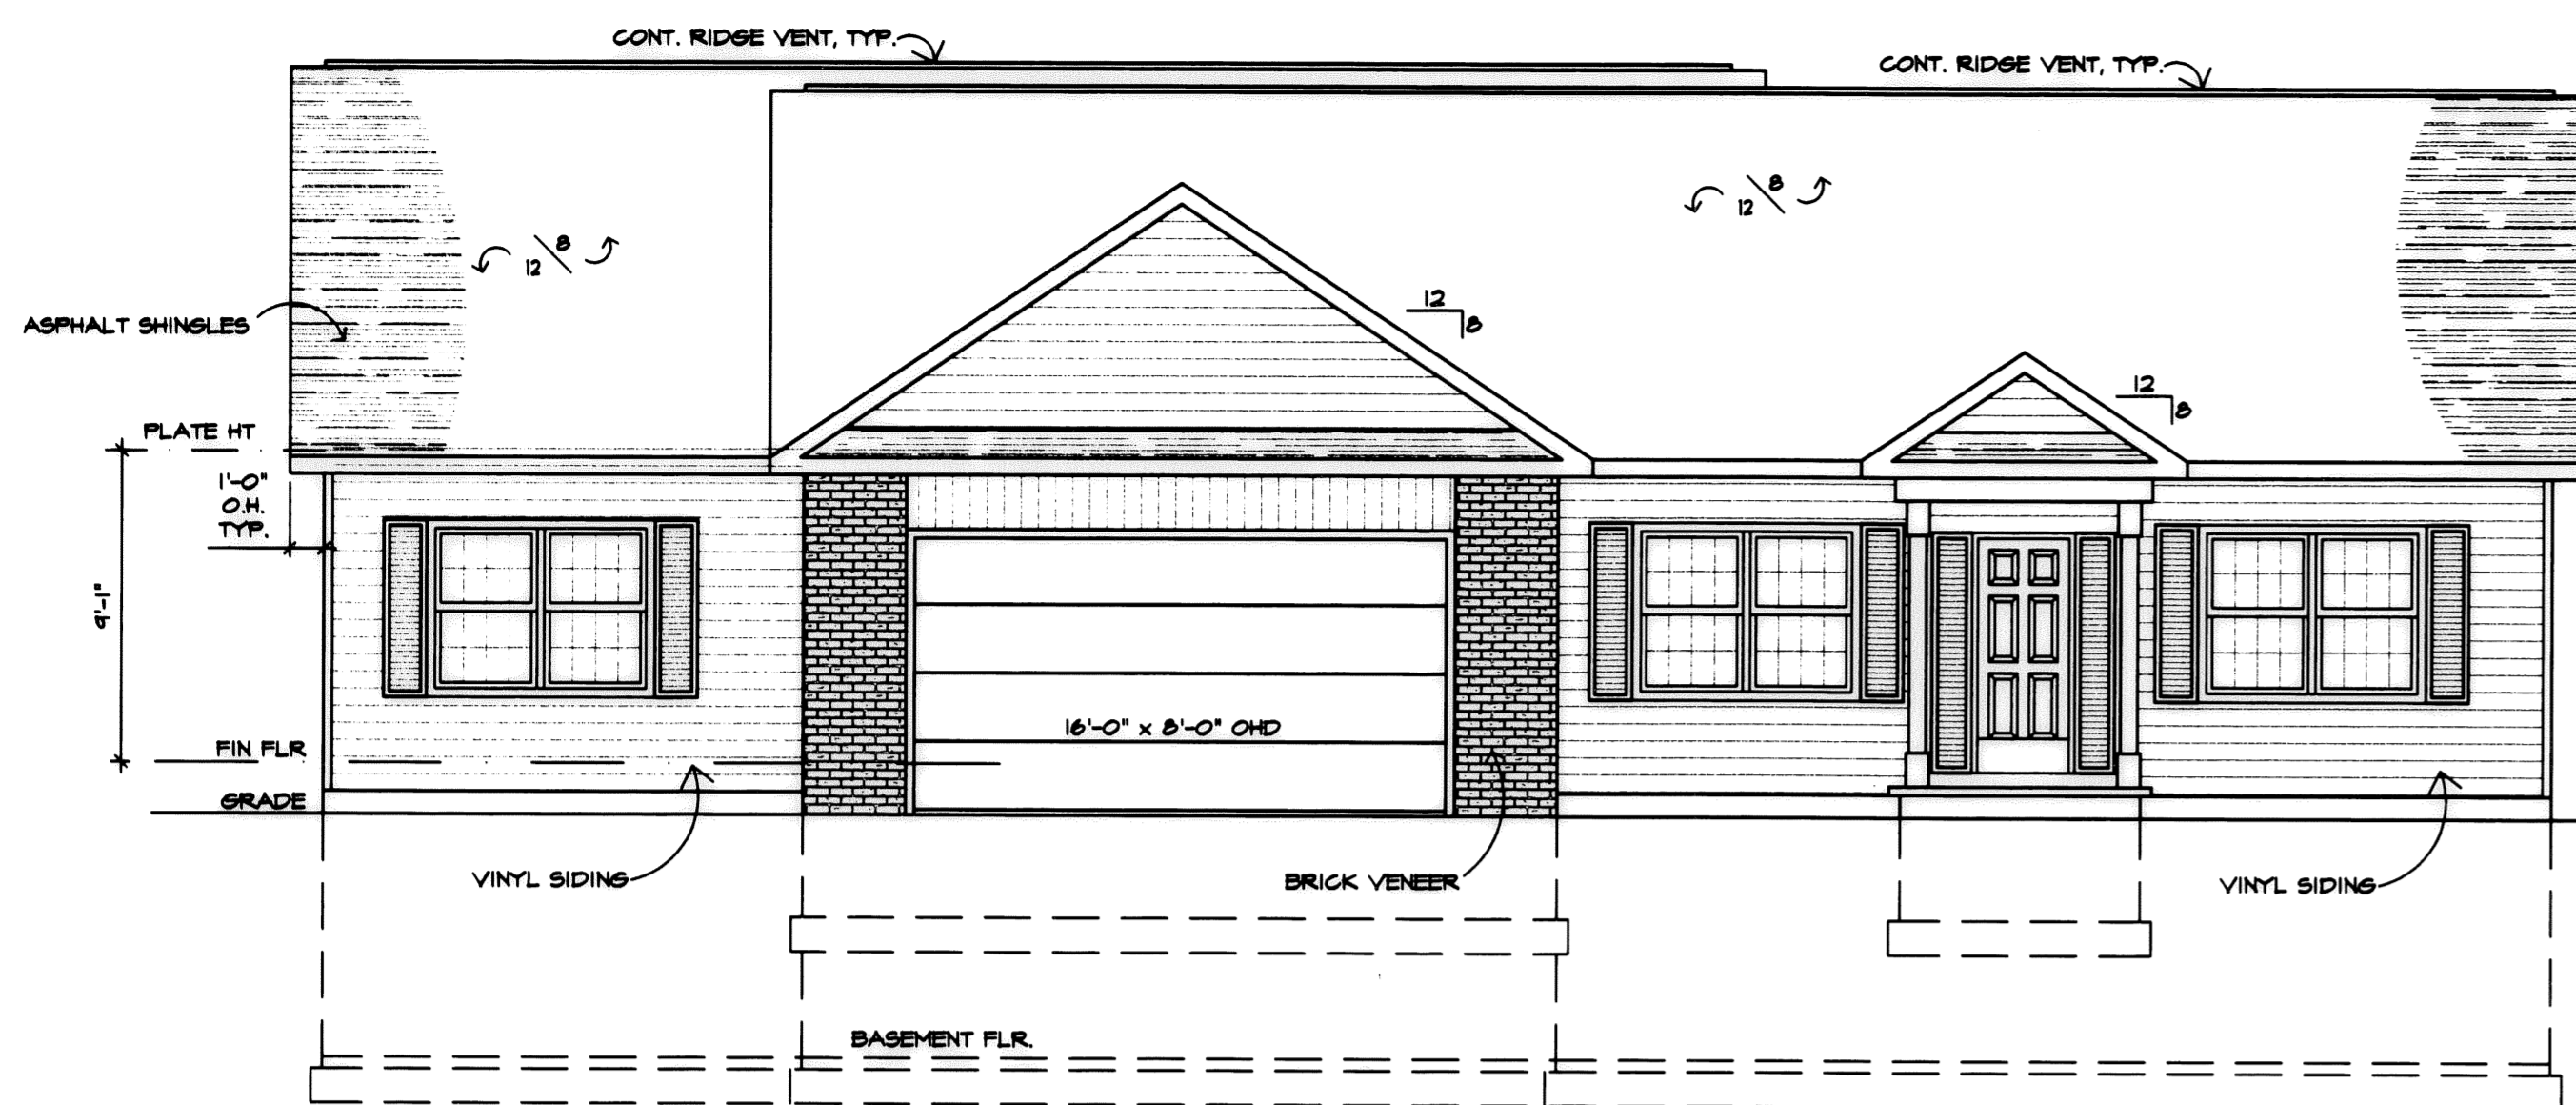 CONT. RIDGE VENT, TYP.
CONT. RIDGE VENT, TYP.
8
12
8
12
12
8
ASPHALT SHINGLES
12
8
PLATE HT
1'-0"
O.H.
TYP.
9'-1"
16'-0" x 8'-0" OHD
FIN FLR
GRADE
VINYL SIDING
BRICK VENEER
VINYL SIDING
BASEMENT FLR.